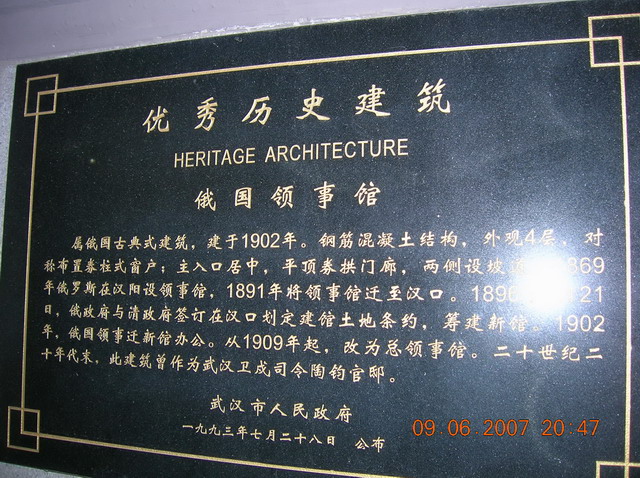 优秀历史建筑
HERITAGE ARCHITECTURE
俄国领事馆
属俄国古典式建筑，建于1902年。钢筋混凝土结构，外观4层，对
称布置券柱式窗户；主入口居中，平顶券拱门廊，两侧设坡 869
年俄罗斯在汉阳设领事馆，1891年将领事馆迁至汉口。189 21
日，俄政府与清政府签订在汉口划定建馆土地条约，筹建新馆。1902
年，俄国领事迁新馆办公。从1909年起，改为总领事馆。二十世纪二
十年代末，此建筑曾作为武汉卫戍司令陶钧官邸。
武汉市人民政府
一九九三年七月二十八日 公布
09.06.2007 20:47